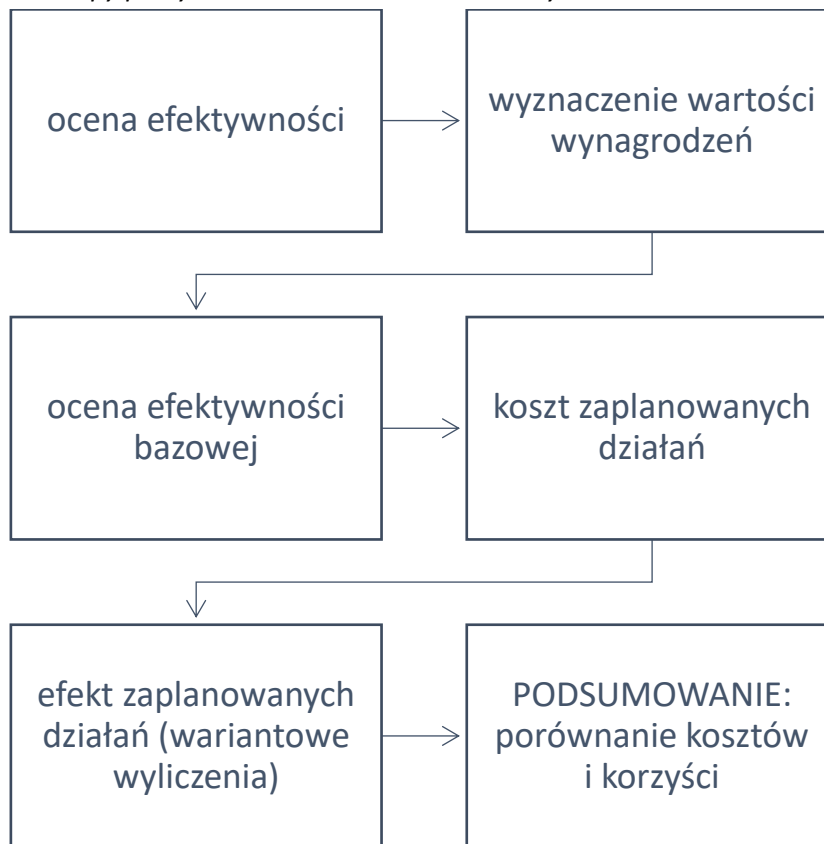 ocena efektywności
wyznaczenie wartości
wynagrodzeń
ocena efektywności
bazowej
koszt zaplanowanych
działań
efekt zaplanowanych
działań (wariantowe
wyliczenia)
PODSUMOWANIE:
porównanie kosztów
i korzyści